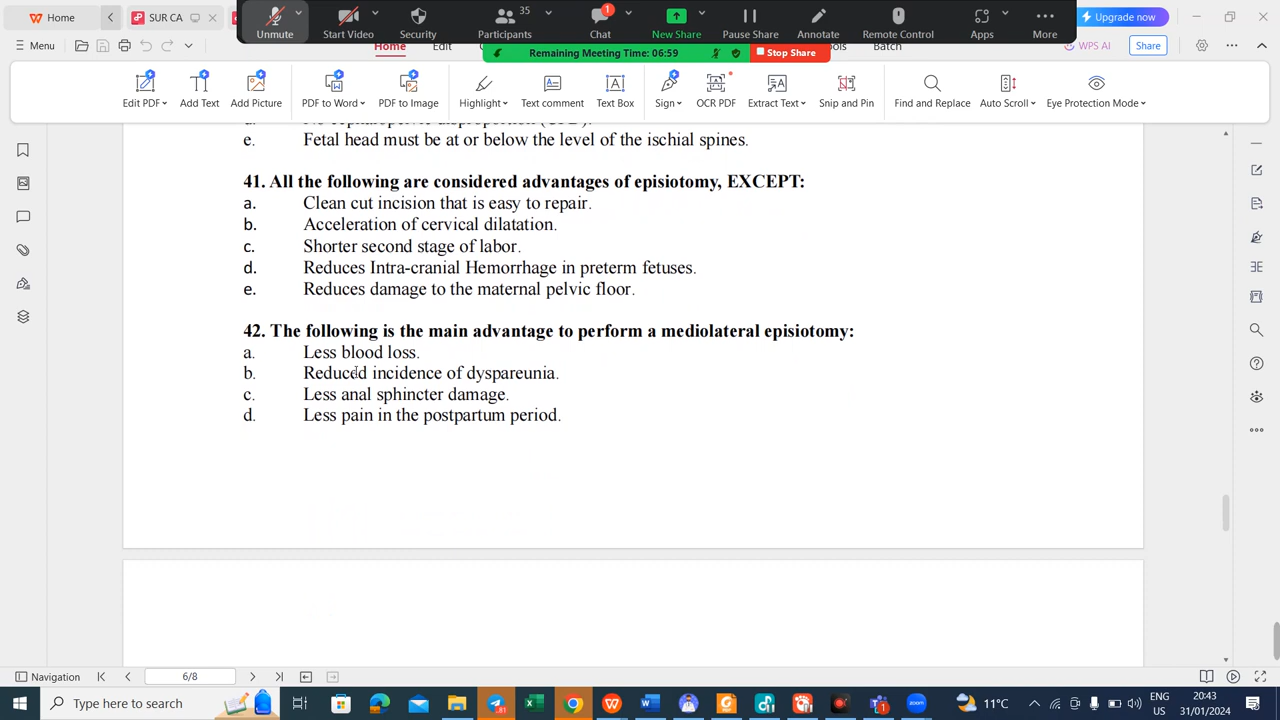 Home
SUR CA
35
1
Unmute
Start Video
Security
Participants
Chat
New Share
Pause Share
Annotate
Remote Control
Apps
More
Upgrade now
Menu
Home
Edit
Remaining Meeting Time: 06:59
Stop Share
Batch
WPS AI
Share
Edit PDF
Add Text
Add Picture
PDF to Word
PDF to Image
Highlight
Text comment
Text Box
Sign
OCR PDF
Extract Text
Snip and Pin
Find and Replace
Auto Scroll
Eye Protection Mode
e. Fetal head must be at or below the level of the ischial spines.
41. All the following are considered advantages of episiotomy, EXCEPT:
a. Clean cut incision that is easy to repair.
b. Acceleration of cervical dilatation.
c. Shorter second stage of labor.
d. Reduces Intra-cranial Hemorrhage in preterm fetuses.
e. Reduces damage to the maternal pelvic floor.
42. The following is the main advantage to perform a mediolateral episiotomy:
a. Less blood loss.
b. Reduced incidence of dyspareunia.
c. Less anal sphincter damage.
d. Less pain in the postpartum period.
Navigation
6/8
Type here to search
11°C
ENG
20:43
31/01/2024